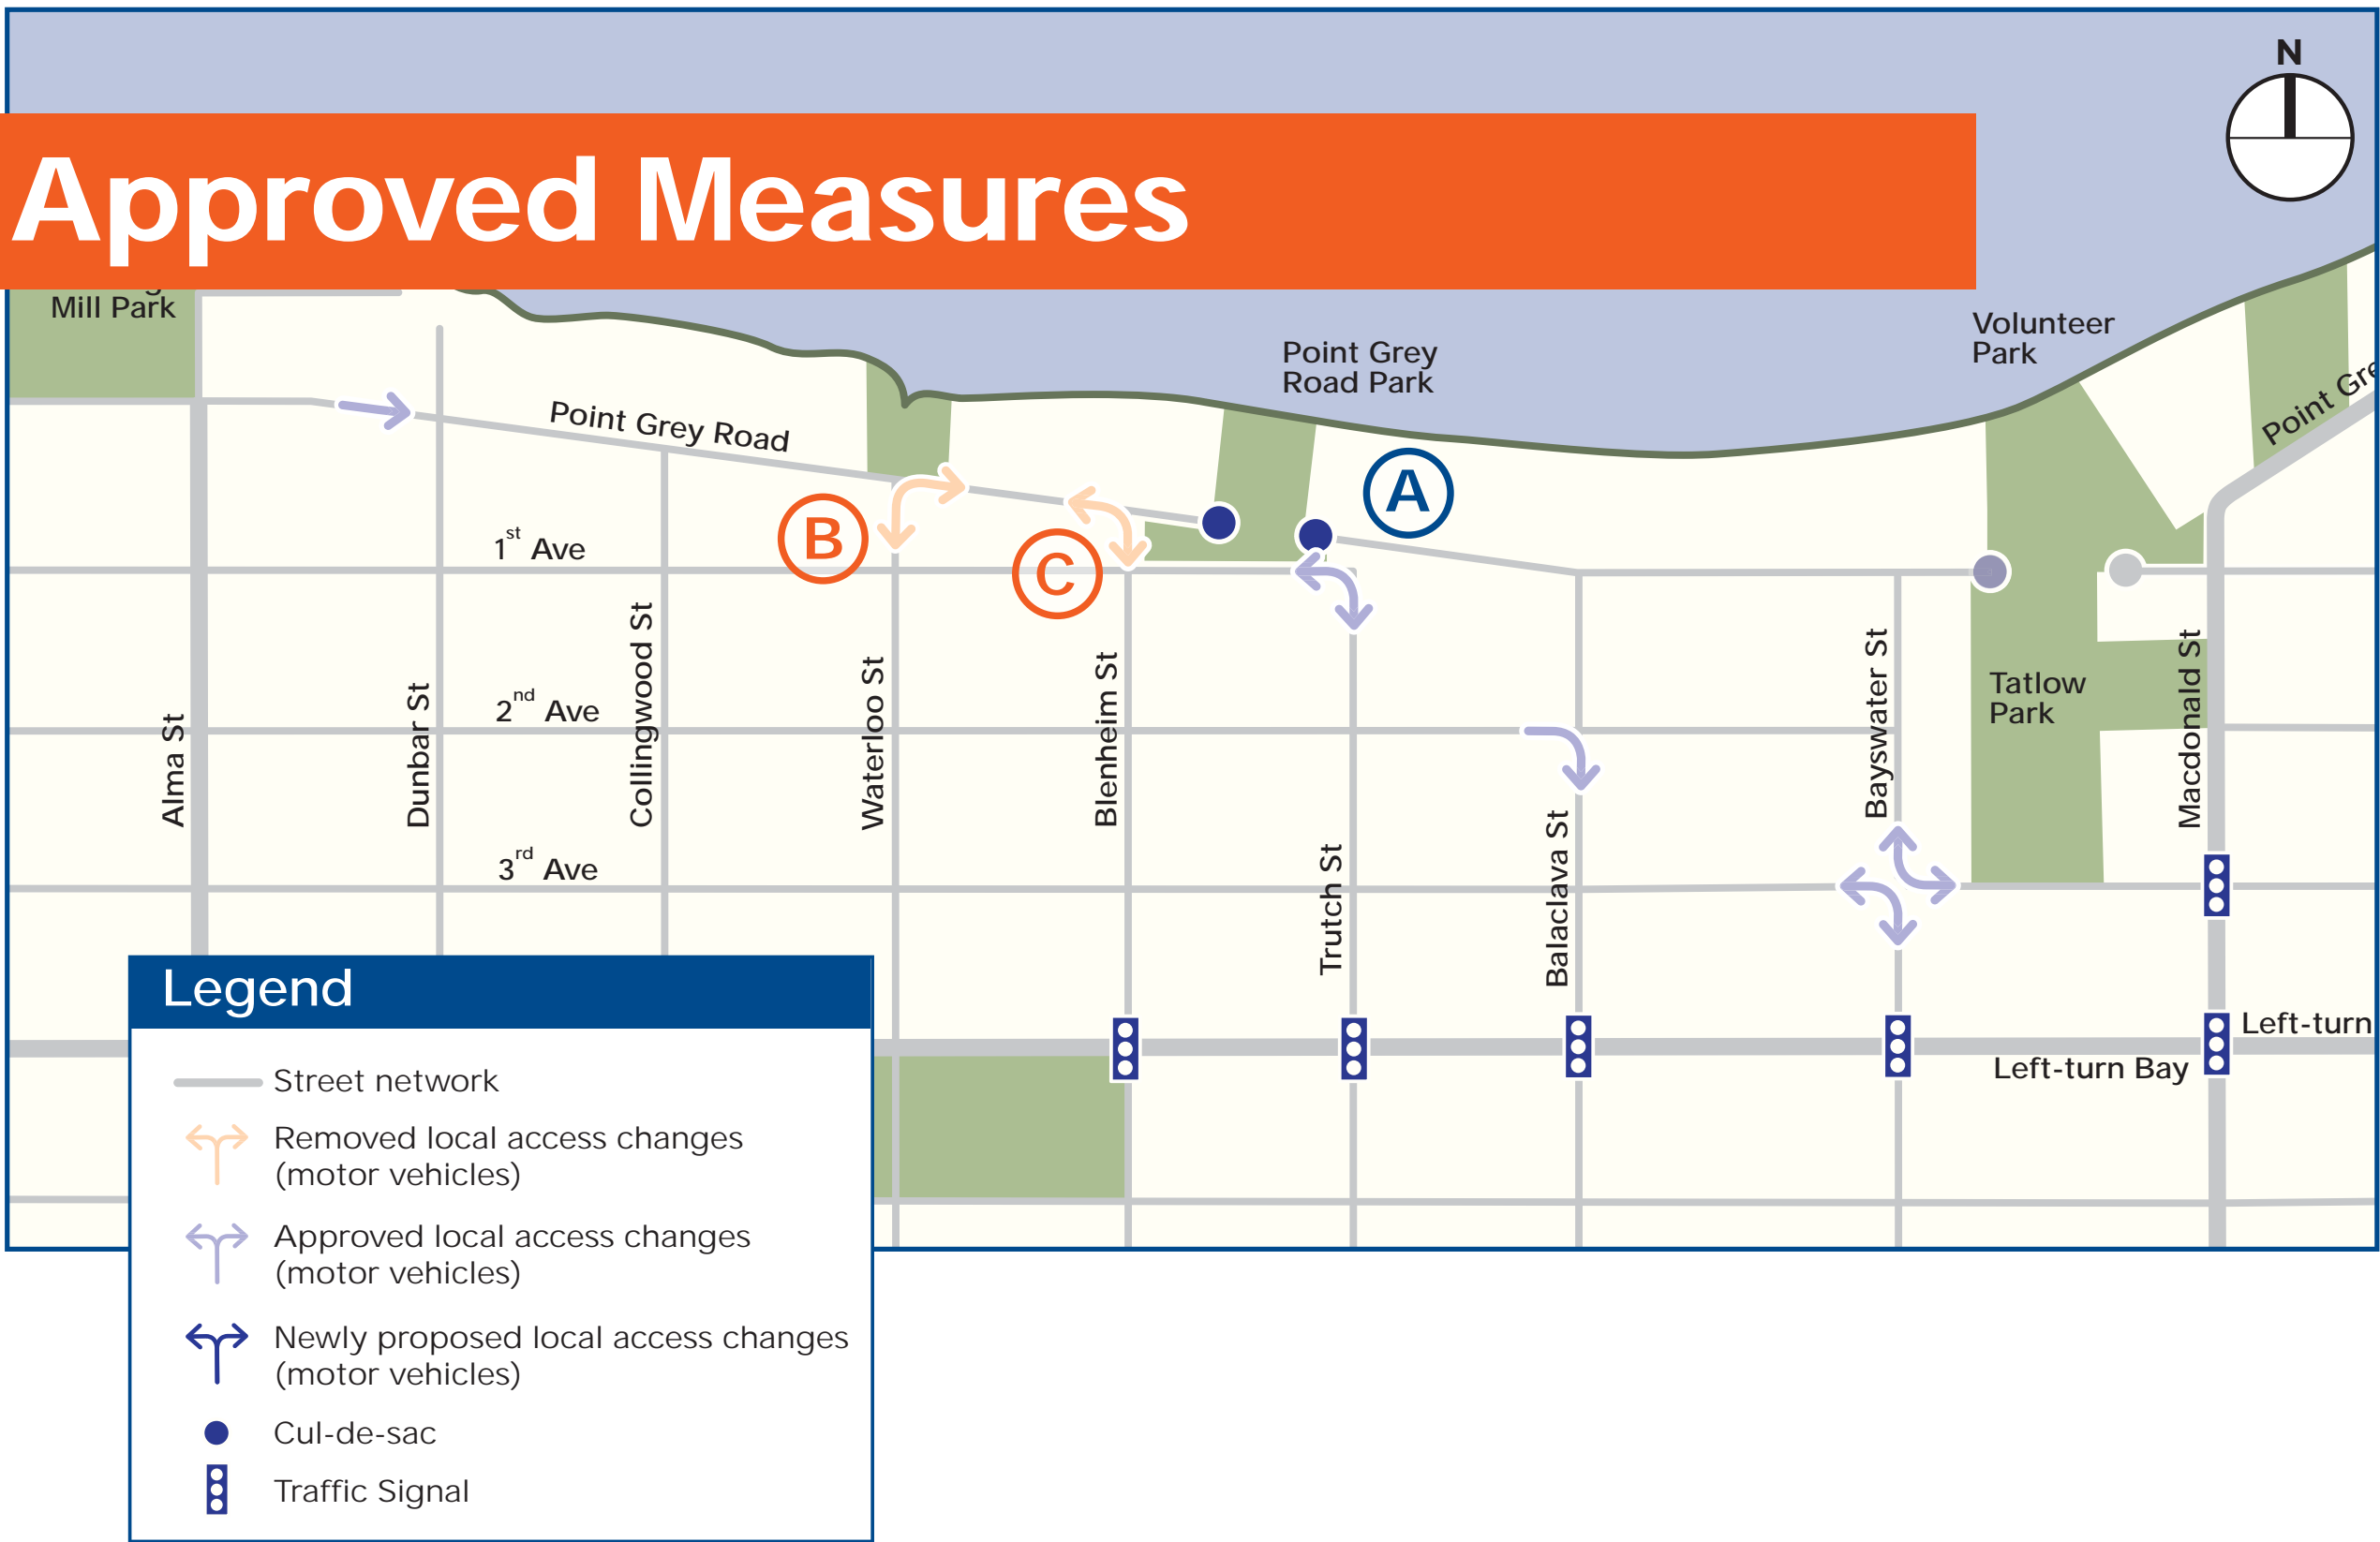 N
Approved Measures
Mill Park
Volunteer
Park
Point Grey
Road Park
Point Gre
Point Grey Road
A
B
C
1st Ave
2nd Ave
3rd Ave
Alma St
Dunbar St
Collingwood St
Waterloo St
Blenheim St
Trutch St
Balaclava St
Bayswater St
Tatlow
Park
Macdonald St
Left-turn
Left-turn Bay
Legend
Street network
Removed local access changes
(motor vehicles)
Approved local access changes
(motor vehicles)
Newly proposed local access changes
(motor vehicles)
Cul-de-sac
Traffic Signal